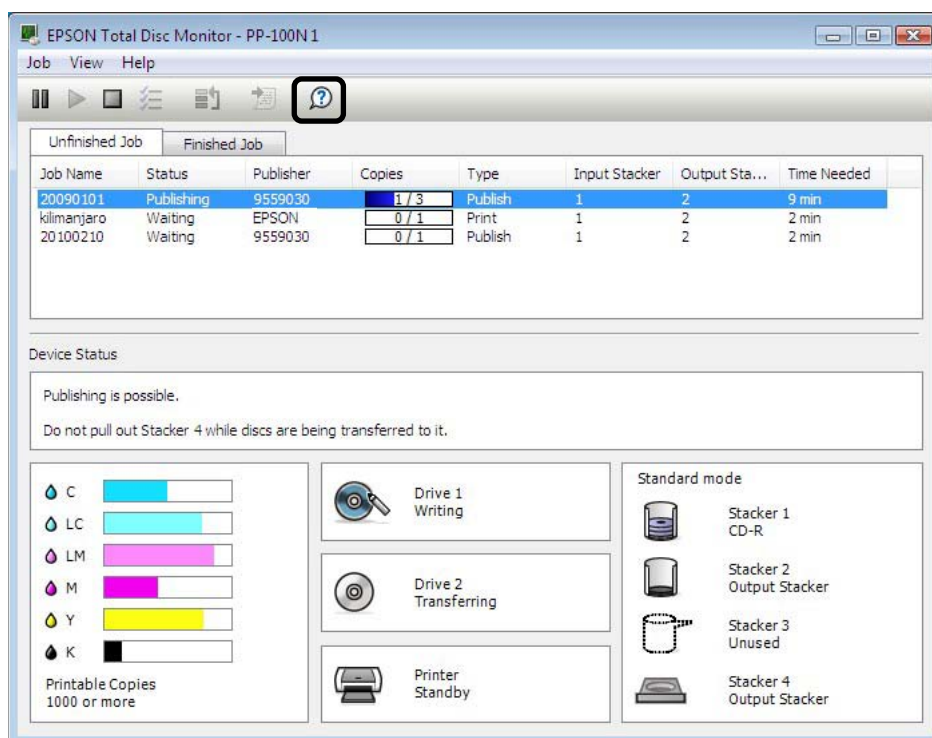 EPSON Total Disc Monitor - PP-100N 1
Job View Help
Unfinished Job Finished Job
Job Name Status Publisher Copies Type Input Stacker Output Sta... Time Needed
20090101 Publishing 9559030 1 / 3 Publish 1 2 9 min
kilimanjaro Waiting EPSON 0 / 1 Print 1 2 2 min
20100210 Waiting 9559030 0 / 1 Publish 1 2 2 min
Device Status
Publishing is possible.
Do not pull out Stacker 4 while discs are being transferred to it.
C
LC
LM
M
Y
K
Printable Copies
1000 or more
Drive 1
Writing
Drive 2
Transferring
Printer
Standby
Standard mode
Stacker 1
CD-R
Stacker 2
Output Stacker
Stacker 3
Unused
Stacker 4
Output Stacker